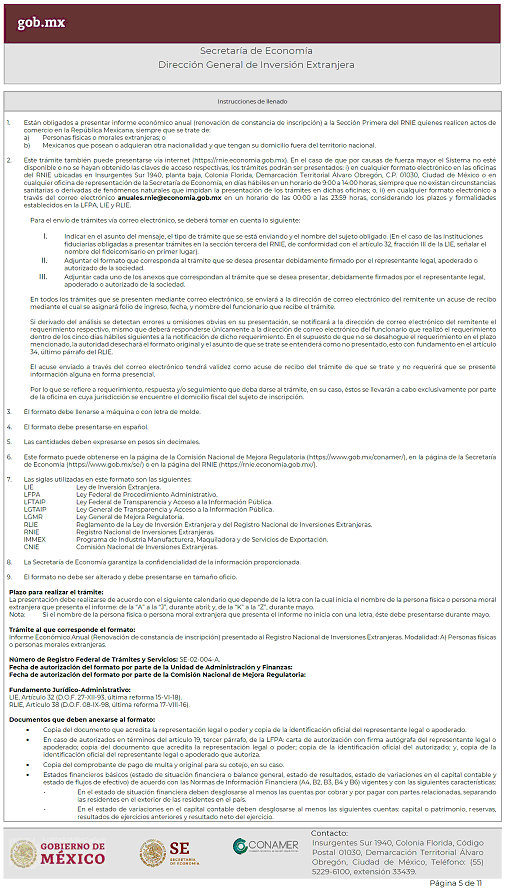 gob.mx
Secretaría de Economía
Dirección General de Inversión Extranjera
Instrucciones de llenado
1. Están obligados a presentar informe económico anual (renovación de constancia de inscripción) a la Sección Primera del RNIE quienes realicen actos de
comercio en la República Mexicana, siempre que se trate de:
a) Personas físicas o morales extranjeras; o
b) Mexicanos que posean o adquieran otra nacionalidad y que tengan su domicilio fuera del territorio nacional.
2. Este trámite también puede presentarse vía internet (https://rnie.economia.gob.mx). En el caso de que por causas de fuerza mayor el Sistema no esté
disponible o no se hayan obtenido las claves de acceso respectivas, los trámites podrán ser presentados: i) en cualquier formato electrónico en las oficinas
del RNIE ubicadas en Insurgentes Sur 1940, planta baja, Colonia Florida, Demarcación Territorial Álvaro Obregón, C.P. 01030, Ciudad de México o en
cualquier oficina de representación de la Secretaría de Economía, en días hábiles en un horario de 9:00 a 14:00 horas, siempre que no existan circunstancias
sanitarias o derivadas de fenómenos naturales que impidan la presentación de los trámites en dichas oficinas; o, ii) en cualquier formato electrónico a
través del correo electrónico anuales.rnie@economia.gob.mx en un horario de las 00:00 a las 23:59 horas, considerando los plazos y formalidades
establecidos en la LFPA, LIE y RLIE.
Para el envío de trámites vía correo electrónico, se deberá tomar en cuenta lo siguiente:
I. Indicar en el asunto del mensaje, el tipo de trámite que se está enviando y el nombre del sujeto obligado. (En el caso de las Instituciones
fiduciarias obligadas a presentar trámites en la sección tercera del RNIE, de conformidad con el artículo 32, fracción III de la LIE, señalar el
nombre del fideicomisario en primer lugar).
II. Adjuntar el formato que corresponda al trámite que se desea presentar debidamente firmado por el representante legal, apoderado o
autorizado de la sociedad.
III. Adjuntar cada uno de los anexos que correspondan al trámite que se desea presentar, debidamente firmados por el representante legal,
apoderado o autorizado de la sociedad.
En todos los trámites que se presenten mediante correo electrónico, se enviará a la dirección de correo electrónico del remitente un acuse de recibo
mediante el cual se asignará folio de ingreso, fecha, y nombre del funcionario que recibe el trámite.
Si derivado del análisis se detectan errores u omisiones obvias en su presentación, se notificará a la dirección de correo electrónico del remitente el
requerimiento respectivo, mismo que deberá responderse únicamente a la dirección de correo electrónico del funcionario que realizó el requerimiento
dentro de los cinco días hábiles siguientes a la notificación de dicho requerimiento. En el supuesto de que no se desahogue el requerimiento en el plazo
mencionado, la autoridad desechará el formato original y el asunto de que se trate se entenderá como no presentado, esto con fundamento en el artículo
34, último párrafo del RLIE.
El acuse enviado a través del correo electrónico tendrá validez como acuse de recibo del trámite de que se trate y no requerirá que se presente
información alguna en forma presencial.
Por lo que se refiere a requerimiento, respuesta y/o seguimiento que deba darse al trámite, en su caso, éstos se llevarán a cabo exclusivamente por parte
de la oficina en cuya jurisdicción se encuentre el domicilio fiscal del sujeto de inscripción.
3. El formato debe llenarse a máquina o con letra de molde.
4. El formato debe presentarse en español.
5. Las cantidades deben expresarse en pesos sin decimales.
6. Este formato puede obtenerse en la página de la Comisión Nacional de Mejora Regulatoria (https://www.gob.mx/conamer/), en la página de la Secretaría
de Economía (https://www.gob.mx/se/) o en la página del RNIE (https://rnie.economia.gob.mx/).
7. Las siglas utilizadas en este formato son las siguientes:
LIE Ley de Inversión Extranjera.
LFPA Ley Federal de Procedimiento Administrativo.
LFTAIP Ley Federal de Transparencia y Acceso a la Información Pública.
LGTAIP Ley General de Transparencia y Acceso a la Información Pública.
LGMR Ley General de Mejora Regulatoria.
RLIE Reglamento de la Ley de Inversión Extranjera y del Registro Nacional de Inversiones Extranjeras.
RNIE Registro Nacional de Inversiones Extranjeras.
IMMEX Programa de Industria Manufacturera, Maquiladora y de Servicios de Exportación.
CNIE Comisión Nacional de Inversiones Extranjeras.
8. La Secretaría de Economía garantiza la confidencialidad de la información proporcionada.
9. El formato no debe ser alterado y debe presentarse en tamaño oficio.
Plazo para realizar el trámite:
La presentación debe realizarse de acuerdo con el siguiente calendario que depende de la letra con la cual inicia el nombre de la persona física o persona moral
extranjera que presenta el informe: de la "A" a la "J", durante abril; y, de la "K" a la "Z", durante mayo.
Nota: Si el nombre de la persona física o persona moral extranjera que presenta el informe no inicia con una letra, éste debe presentarse durante mayo.
Trámite al que corresponde el formato:
Informe Económico Anual (Renovación de constancia de inscripción) presentado al Registro Nacional de Inversiones Extranjeras. Modalidad: A) Personas físicas
o personas morales extranjeras.
Número de Registro Federal de Trámites y Servicios: SE-02-004-A.
Fecha de autorización del formato por parte de la Unidad de Administración y Finanzas:
Fecha de autorización del formato por parte de la Comisión Nacional de Mejora Regulatoria:
Fundamento Jurídico-Administrativo:
LIE, Artículo 32 (D.O.F. 27-XII-93, última reforma 15-VI-18).
RLIE, Artículo 38 (D.O.F. 08-IX-98, última reforma 17-VIII-16).
Documentos que deben anexarse al formato:
• Copia del documento que acredita la representación legal o poder y copia de la identificación oficial del representante legal o apoderado.
• En caso de autorizados en términos del artículo 19, tercer párrafo, de la LFPA: carta de autorización con firma autógrafa del representante legal o
apoderado; copia del documento que acredita la representación legal o poder; copia de la identificación oficial del autorizado; y, copia de la
identificación oficial del representante legal o apoderado que autoriza.
• Copia del comprobante de pago de multa y original para su cotejo, en su caso.
• Estados financieros básicos (estado de situación financiera o balance general, estado de resultados, estado de variaciones en el capital contable y
estado de flujos de efectivo) de acuerdo con las Normas de Información Financiera (A4, B2, B3, B4 y B6) vigentes y con las siguientes características:
- En el estado de situación financiera deben desglosarse al menos las cuentas por cobrar y por pagar con partes relacionadas, separando
las residentes en el exterior de las residentes en el país.
- En el estado de variaciones en el capital contable deben desglosarse al menos las siguientes cuentas: capital o patrimonio, reservas,
resultados de ejercicios anteriores y resultado neto del ejercicio.
GOBIERNO DE
MÉXICO
SE
SECRETARÍA
DE ECONOMÍA
CONAMER
Contacto:
Insurgentes Sur 1940, Colonia Florida, Código
Postal 01030, Demarcación Territorial Álvaro
Obregón, Ciudad de México, Teléfono: (55)
5229-6100, extensión 33439.
Página 5 de 11